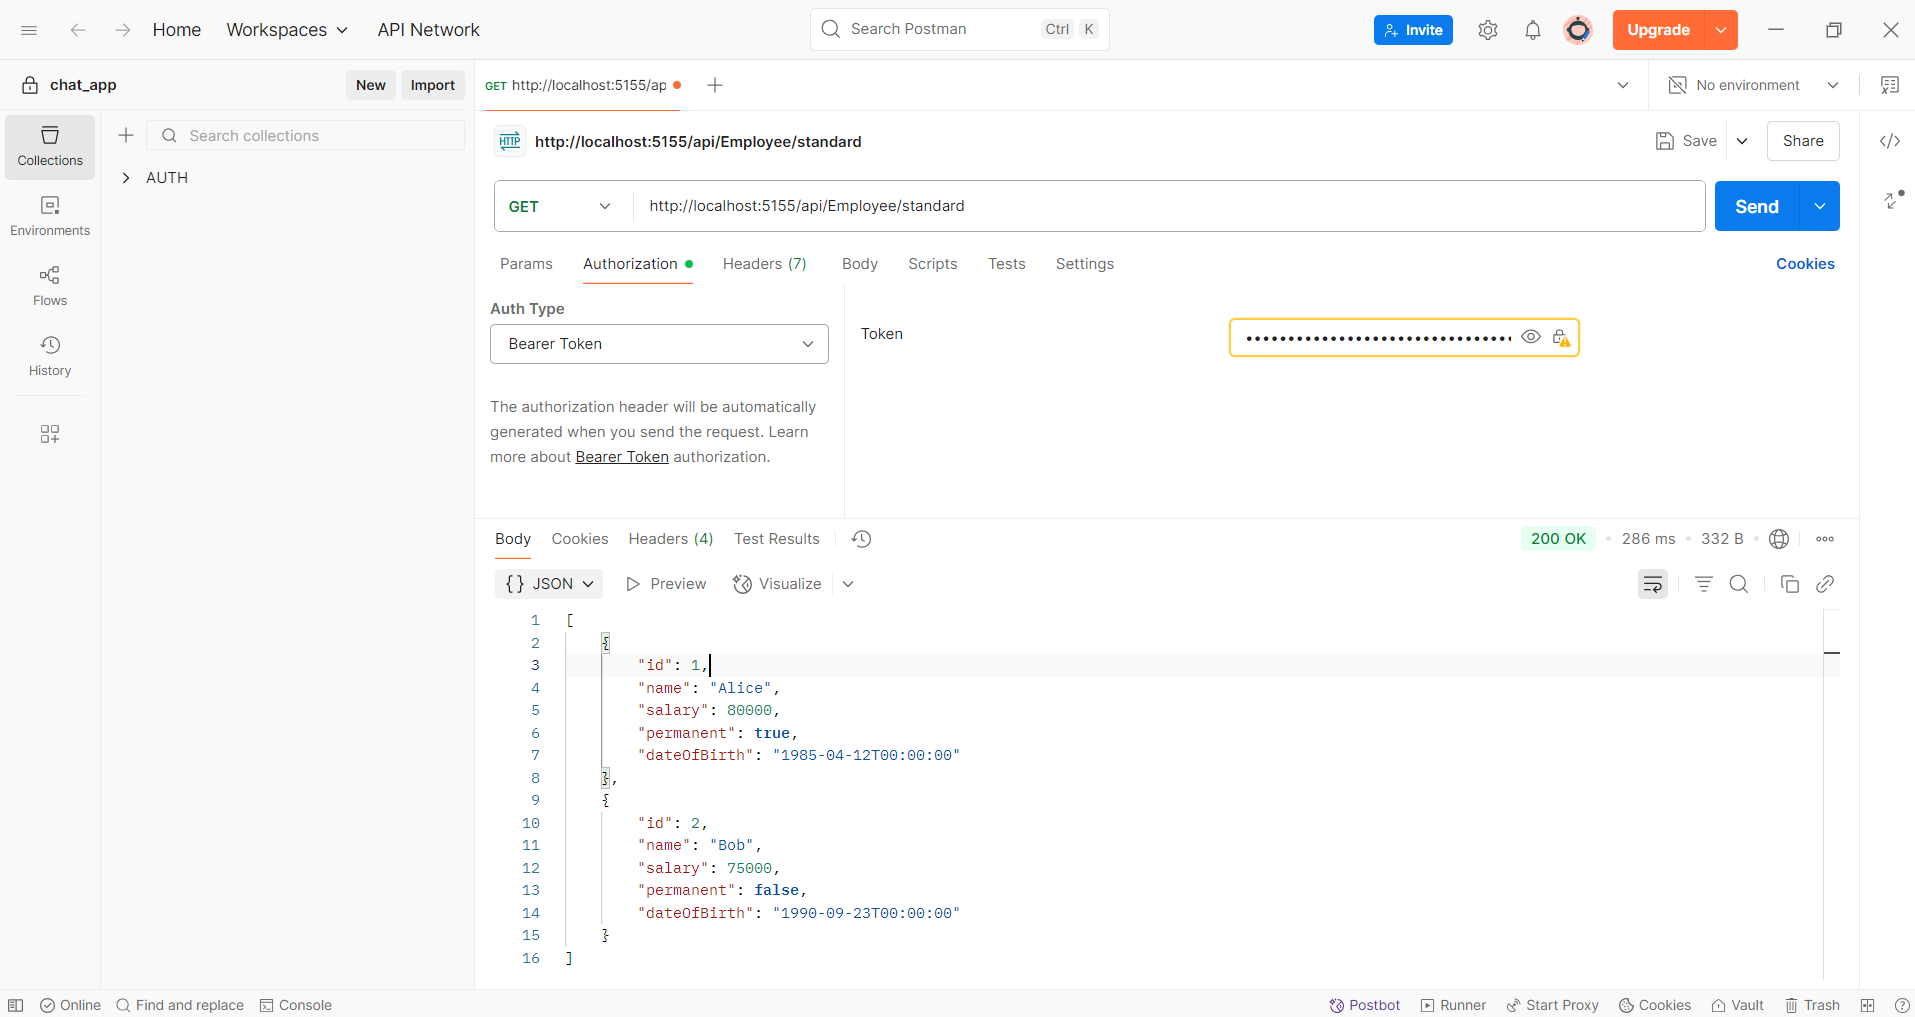 Home Workspaces API Network Search Postman Ctrl K Invite Upgrade
chat_app New Import GET http://localhost:5155/ap No environment
Search collections
AUTH
Collections
Environments
Flows
History
HTTP http://localhost:5155/api/Employee/standard Save Share
GET http://localhost:5155/api/Employee/standard Send
Params Authorization Headers (7) Body Scripts Tests Settings Cookies
Auth Type
Bearer Token
Token
The authorization header will be automatically
generated when you send the request. Learn
more about Bearer Token authorization.
Body Cookies Headers (4) Test Results 200 OK 286 ms 332 B
{} JSON Preview Visualize
1 [
2 {
3 "id": 1,
4 "name": "Alice",
5 "salary": 80000,
6 "permanent": true,
7 "dateOfBirth": "1985-04-12T00:00:00"
8 },
9 {
10 "id": 2,
11 "name": "Bob",
12 "salary": 75000,
13 "permanent": false,
14 "dateOfBirth": "1990-09-23T00:00:00"
15 }
16 ]
Online Find and replace Console Postbot Runner Start Proxy Cookies Vault Trash